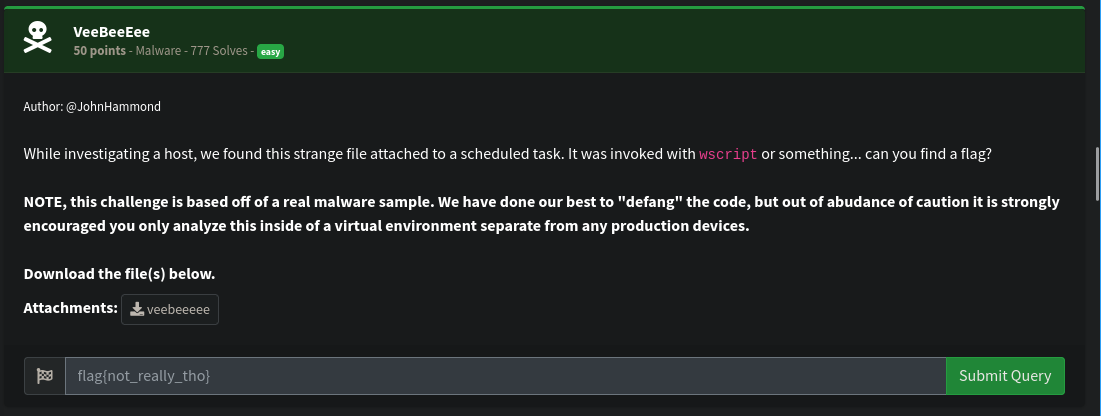 VeeBeeEee
50 points - Malware - 777 Solves - easy
Author: @JohnHammond
While investigating a host, we found this strange file attached to a scheduled task. It was invoked with wscript or something... can you find a flag?
NOTE, this challenge is based off of a real malware sample. We have done our best to "defang" the code, but out of abudance of caution it is strongly
encouraged you only analyze this inside of a virtual environment separate from any production devices.
Download the file(s) below.
Attachments: veebeeeee
flag{not_really_tho} Submit Query